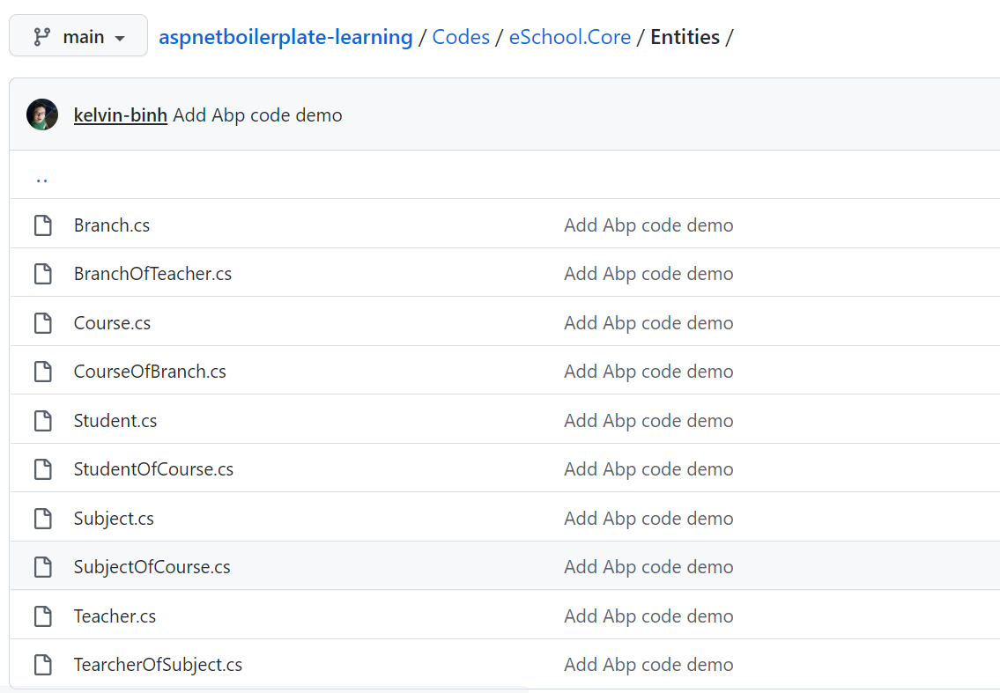 main
aspnetboilerplate-learning / Codes / eSchool.Core / Entities /
kelvin-binh Add Abp code demo
..
Branch.cs Add Abp code demo
BranchOfTeacher.cs Add Abp code demo
Course.cs Add Abp code demo
CourseOfBranch.cs Add Abp code demo
Student.cs Add Abp code demo
StudentOfCourse.cs Add Abp code demo
Subject.cs Add Abp code demo
SubjectOfCourse.cs Add Abp code demo
Teacher.cs Add Abp code demo
TearcherOfSubject.cs Add Abp code demo